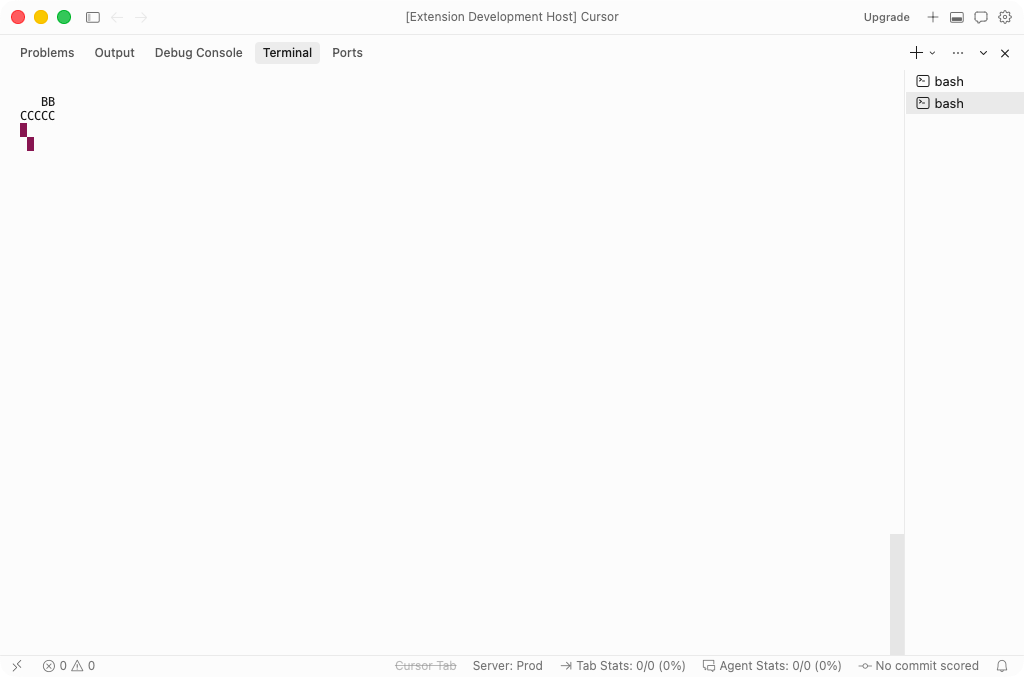 [Extension Development Host] Cursor
Upgrade
Problems Output Debug Console Terminal Ports
bash
bash
   BB
CCCCC
0 0 Cursor Tab Server: Prod Tab Stats: 0/0 (0%) Agent Stats: 0/0 (0%) No commit scored